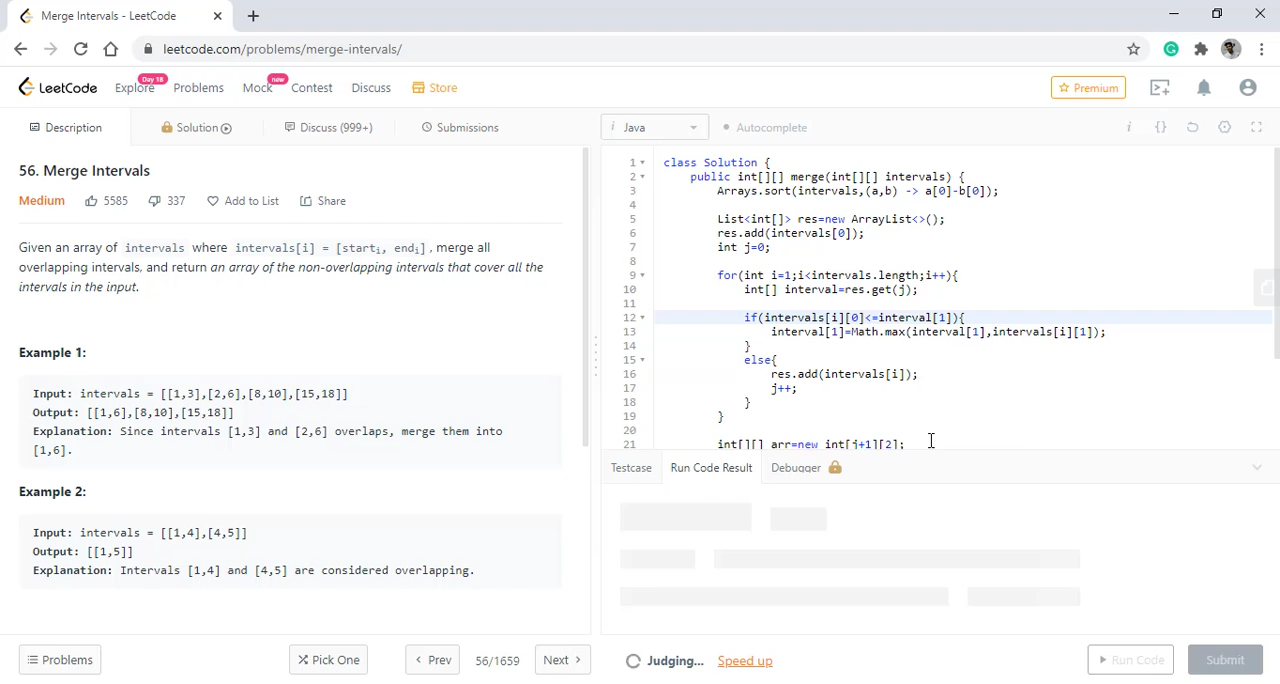 Merge Intervals - LeetCode
leetcode.com/problems/merge-intervals/
LeetCode
Explore
Day 18
Problems
Mock
new
Contest
Discuss
Store
Premium
Description
Solution
Discuss (999+)
Submissions
i Java
Autocomplete
56. Merge Intervals
Medium
5585
337
Add to List
Share
Given an array of intervals where intervals[i] = [starti, endi], merge all
overlapping intervals, and return an array of the non-overlapping intervals that cover all the
intervals in the input.
Example 1:
Input: intervals = [[1,3],[2,6],[8,10],[15,18]]
Output: [[1,6],[8,10],[15,18]]
Explanation: Since intervals [1,3] and [2,6] overlaps, merge them into
[1,6].
Example 2:
Input: intervals = [[1,4],[4,5]]
Output: [[1,5]]
Explanation: Intervals [1,4] and [4,5] are considered overlapping.
1 class Solution {
2 public int[][] merge(int[][] intervals) {
3 Arrays.sort(intervals,(a,b) -> a[0]-b[0]);
4
5 List<int[]> res=new ArrayList<>();
6 res.add(intervals[0]);
7 int j=0;
8
9 for(int i=1;i<intervals.length;i++){
10 int[] interval=res.get(j);
11
12 if(intervals[i][0]<=interval[1]){
13 interval[1]=Math.max(interval[1],intervals[i][1]);
14 }
15 else{
16 res.add(intervals[i]);
17 j++;
18 }
19 }
20
21 int[][] arr=new int[j+1][2];
Testcase
Run Code Result
Debugger
Problems
Pick One
Prev
56/1659
Next
Judging...
Speed up
Run Code
Submit